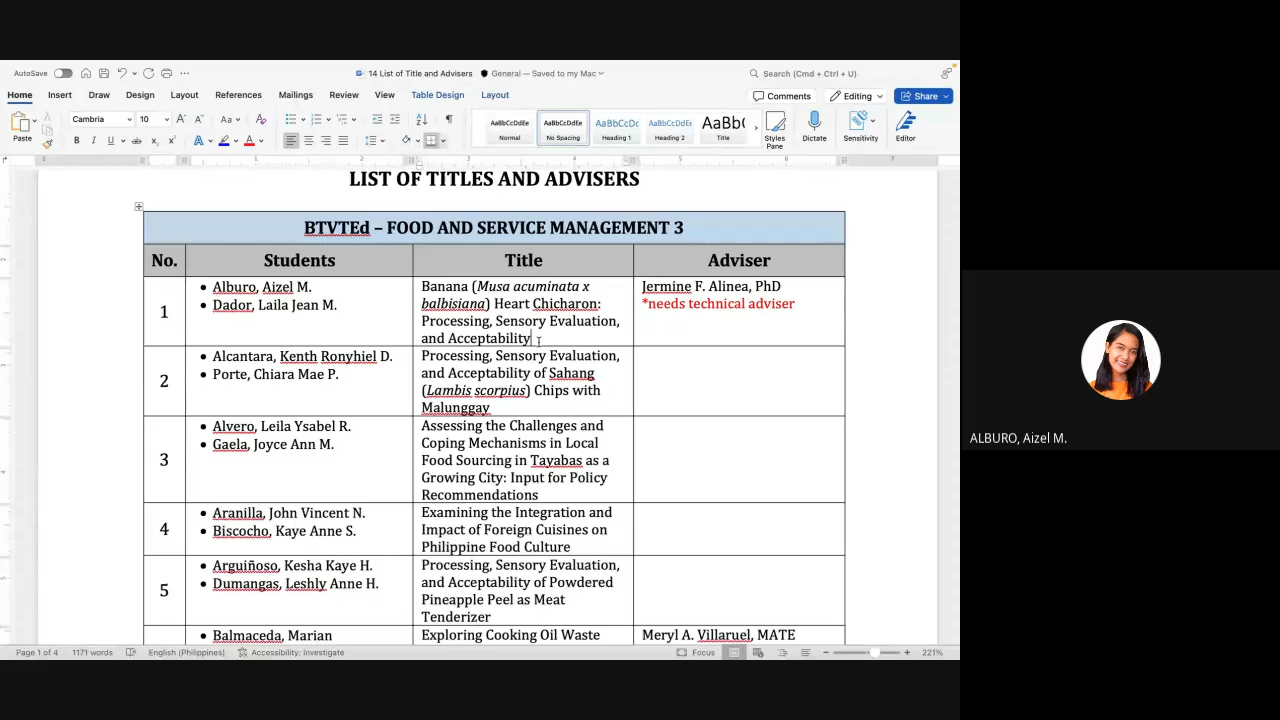 AutoSave
14 List of Title and Advisers
General — Saved to my Mac
Search (Cmd + Ctrl + U)
Home Insert Draw Design Layout References Mailings Review View Table Design Layout
Comments Editing Share
Paste
Cambria 10
AaBbCcDdEe Normal
AaBbCcDdEe No Spacing
AaBbCcDc Heading 1
AaBbCcDdEe Heading 2
AaBb( Title
Styles Pane
Dictate
Sensitivity
Editor
LIST OF TITLES AND ADVISERS
BTVTEd – FOOD AND SERVICE MANAGEMENT 3
No. Students Title Adviser
1
• Alburo, Aizel M.
• Dador, Laila Jean M.
Banana (Musa acuminata x
balbisiana) Heart Chicharon:
Processing, Sensory Evaluation,
and Acceptability
Jermine F. Alinea, PhD
*needs technical adviser
2
• Alcantara, Kenth Ronyhiel D.
• Porte, Chiara Mae P.
Processing, Sensory Evaluation,
and Acceptability of Sahang
(Lambis scorpius) Chips with
Malunggay
3
• Alvero, Leila Ysabel R.
• Gaela, Joyce Ann M.
Assessing the Challenges and
Coping Mechanisms in Local
Food Sourcing in Tayabas as a
Growing City: Input for Policy
Recommendations
4
• Aranilla, John Vincent N.
• Biscocho, Kaye Anne S.
Examining the Integration and
Impact of Foreign Cuisines on
Philippine Food Culture
5
• Arguiñoso, Kesha Kaye H.
• Dumangas, Leshly Anne H.
Processing, Sensory Evaluation,
and Acceptability of Powdered
Pineapple Peel as Meat
Tenderizer
• Balmaceda, Marian
Exploring Cooking Oil Waste
Meryl A. Villaruel, MATE
Page 1 of 4 1171 words English (Philippines) Accessibility: Investigate Focus 221%
ALBURO, Aizel M.